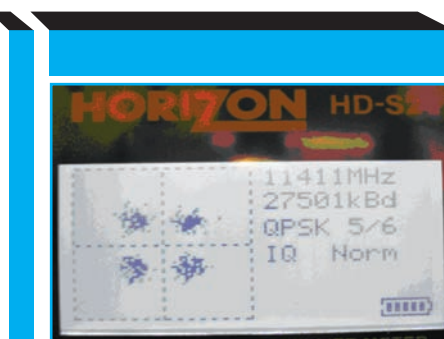 HORIZON HD-S2
11411MHz
27501kBd
QPSK 5/6
IQ Norm